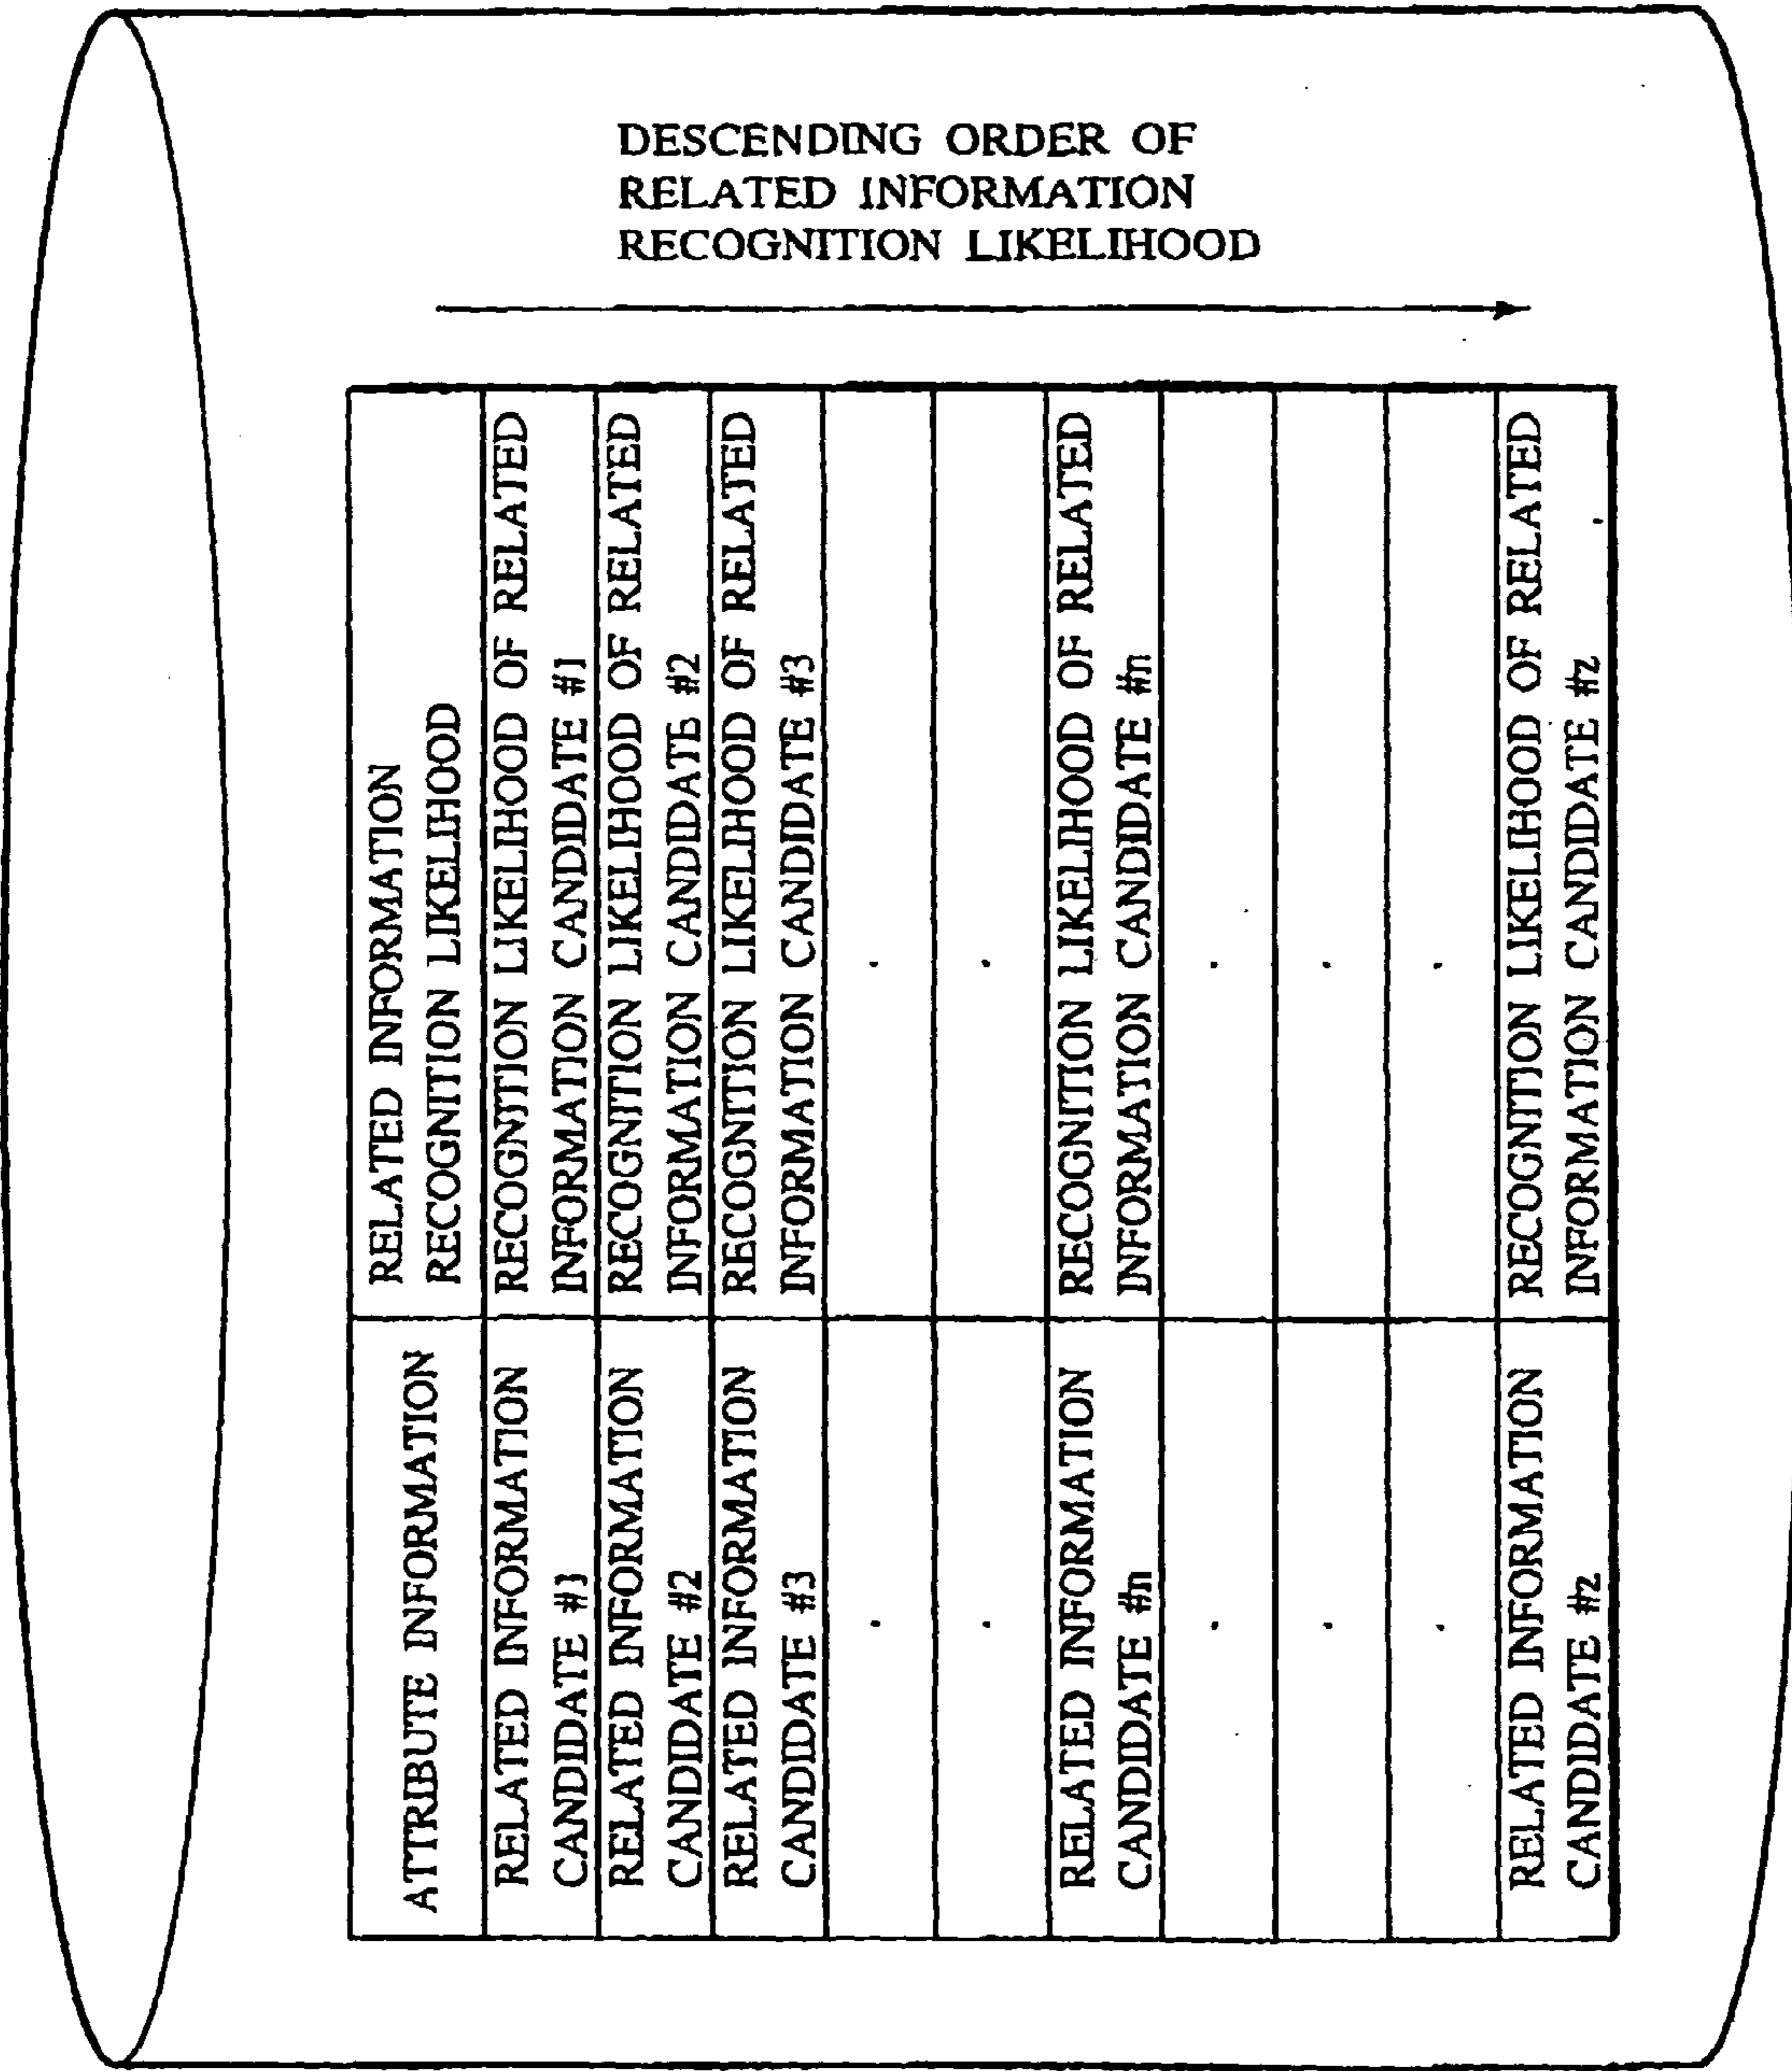 DESCENDING ORDER OF
RELATED INFORMATION
RECOGNITION LIKELIHOOD
ATTRIBUTE INFORMATION
RELATED INFORMATION
RECOGNITION LIKELIHOOD
RELATED INFORMATION
CANDIDATE #1
RECOGNITION LIKELIHOOD OF RELATED
INFORMATION CANDIDATE #1
RELATED INFORMATION
CANDIDATE #2
RECOGNITION LIKELIHOOD OF RELATED
INFORMATION CANDIDATE #2
RELATED INFORMATION
CANDIDATE #3
RECOGNITION LIKELIHOOD OF RELATED
INFORMATION CANDIDATE #3
RELATED INFORMATION
CANDIDATE #n
RECOGNITION LIKELIHOOD OF RELATED
INFORMATION CANDIDATE #n
RELATED INFORMATION
CANDIDATE #z
RECOGNITION LIKELIHOOD OF RELATED
INFORMATION CANDIDATE #z